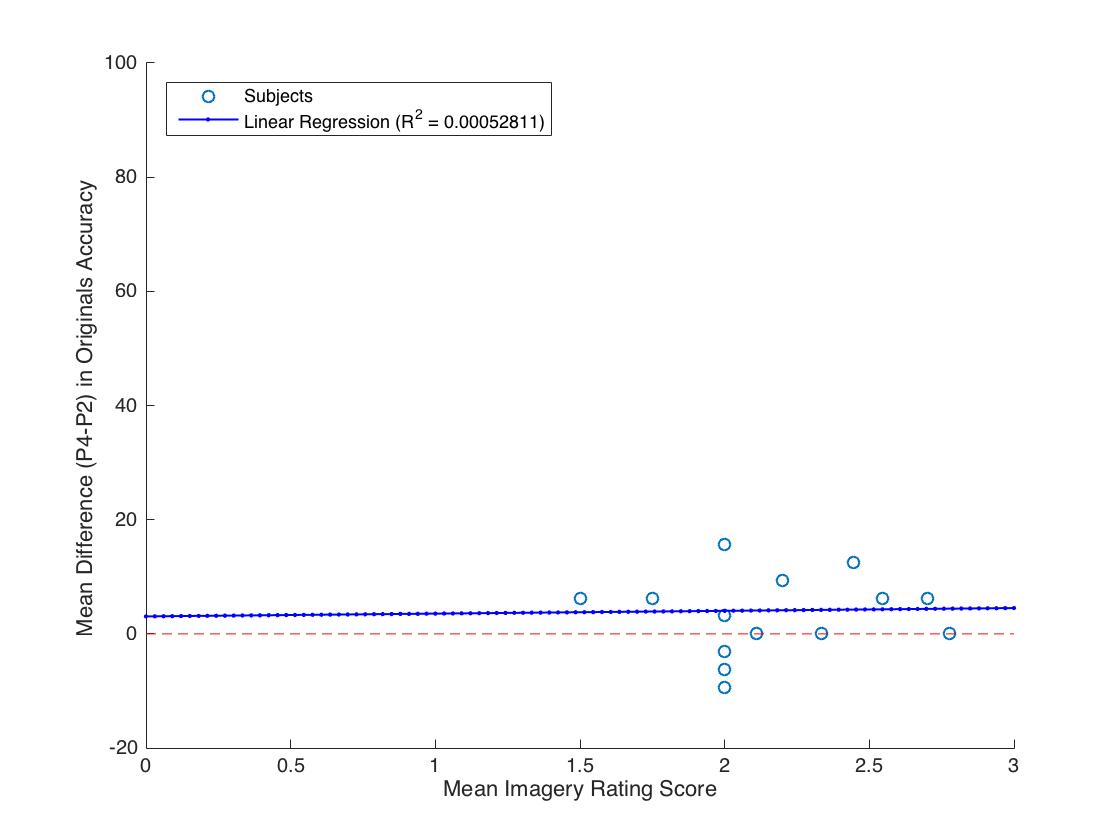 100
80
60
40
20
0
-20
Mean Difference (P4-P2) in Originals Accuracy
Subjects
Linear Regression (R² = 0.00052811)
0 0.5 1 1.5 2 2.5 3
Mean Imagery Rating Score